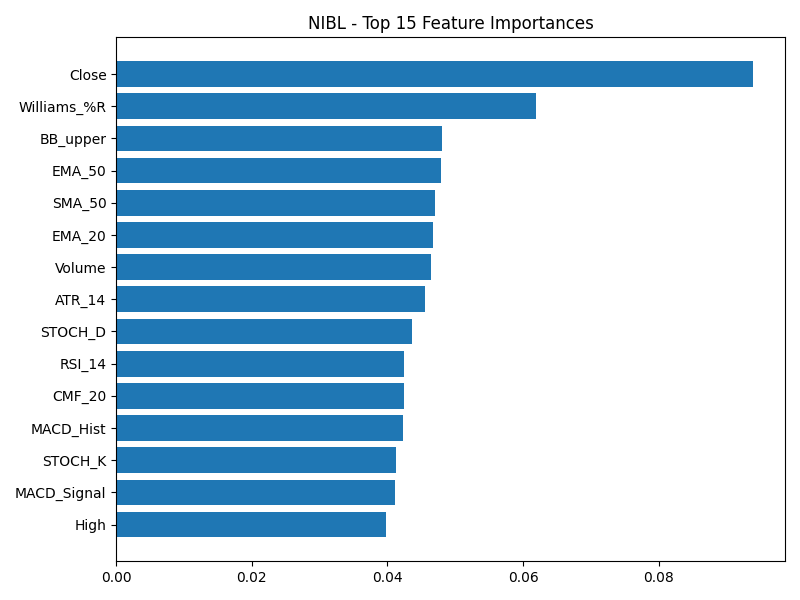 NIBL - Top 15 Feature Importances
Close
Williams_%R
BB_upper
EMA_50
SMA_50
EMA_20
Volume
ATR_14
STOCH_D
RSI_14
CMF_20
MACD_Hist
STOCH_K
MACD_Signal
High
0.00 0.02 0.04 0.06 0.08